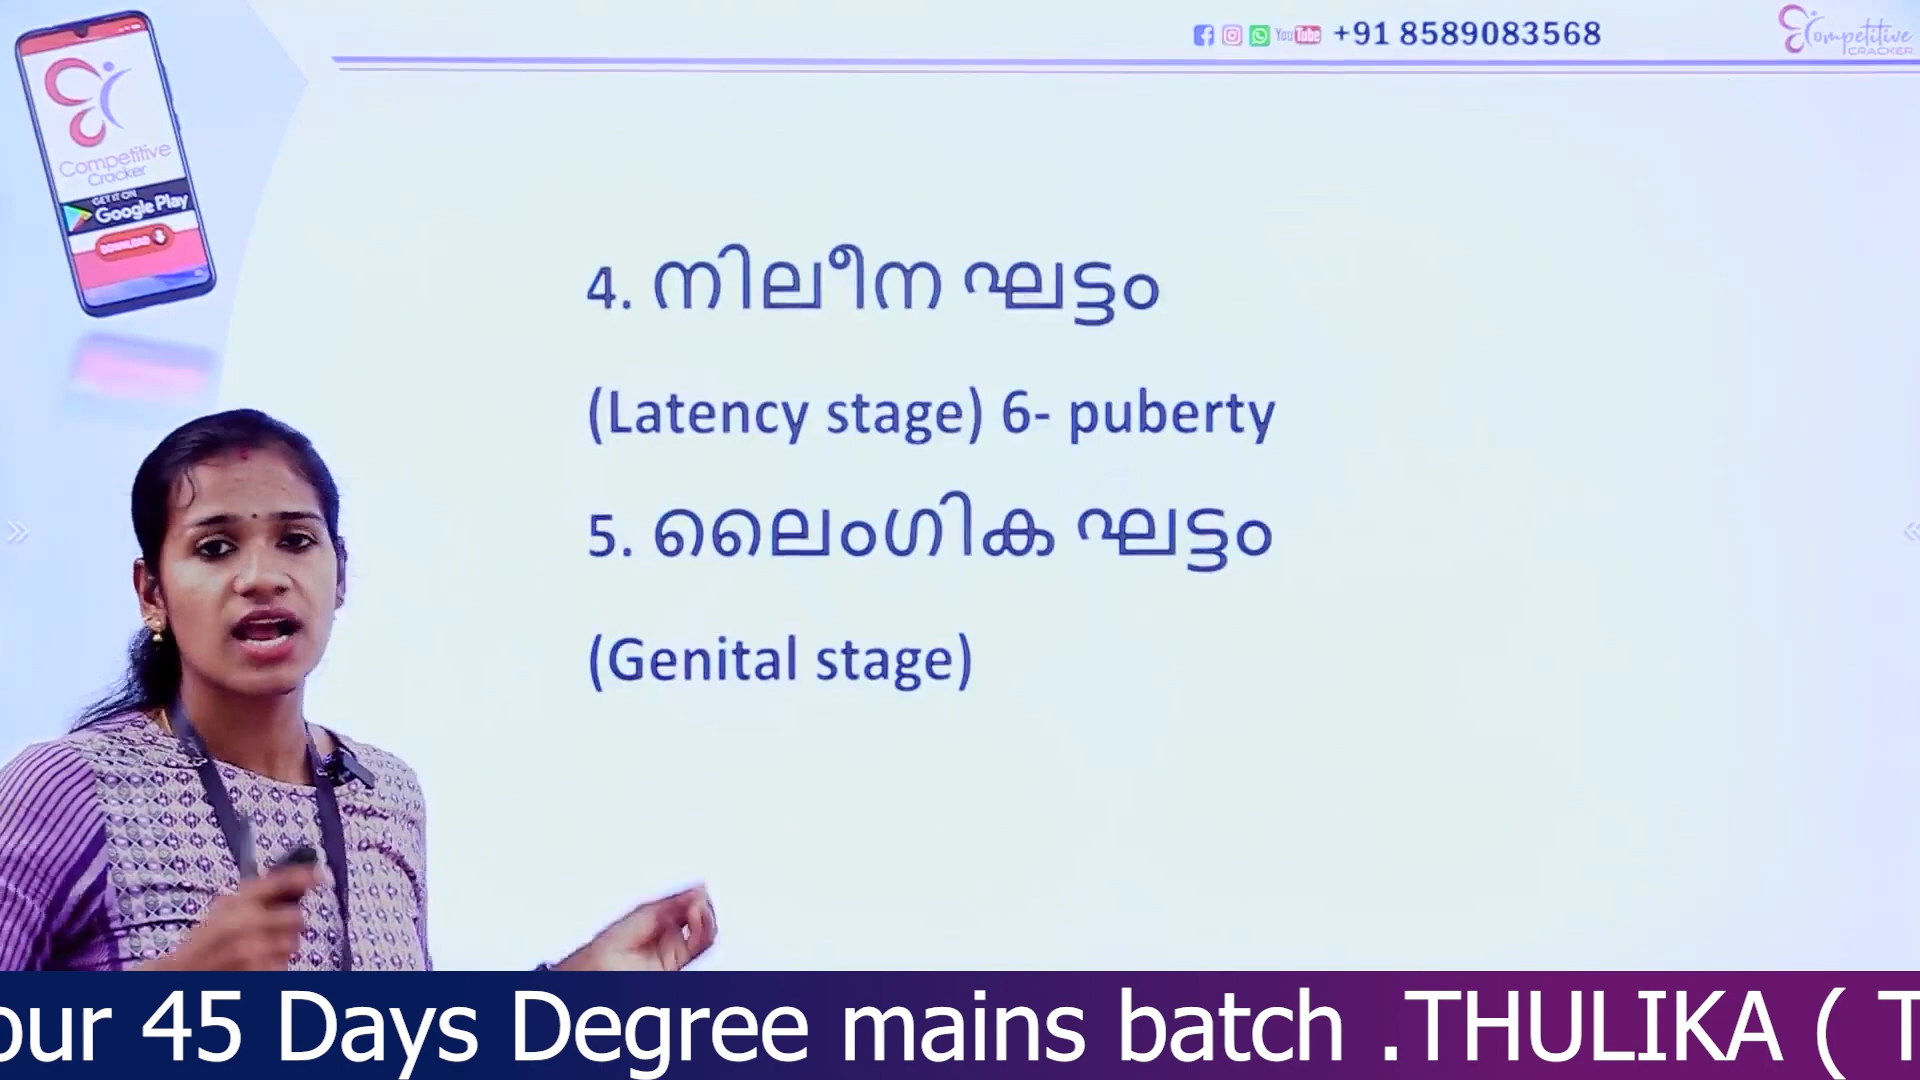 YouTube +91 8589083568
Competitive
CRACKER
Competitive
Cracker
GET IT ON
Google Play
DOWNLOAD
4. നിലീന ഘട്ടം
(Latency stage) 6- puberty
5. ലൈംഗിക ഘട്ടം
(Genital stage)
our 45 Days Degree mains batch .THULIKA ( T